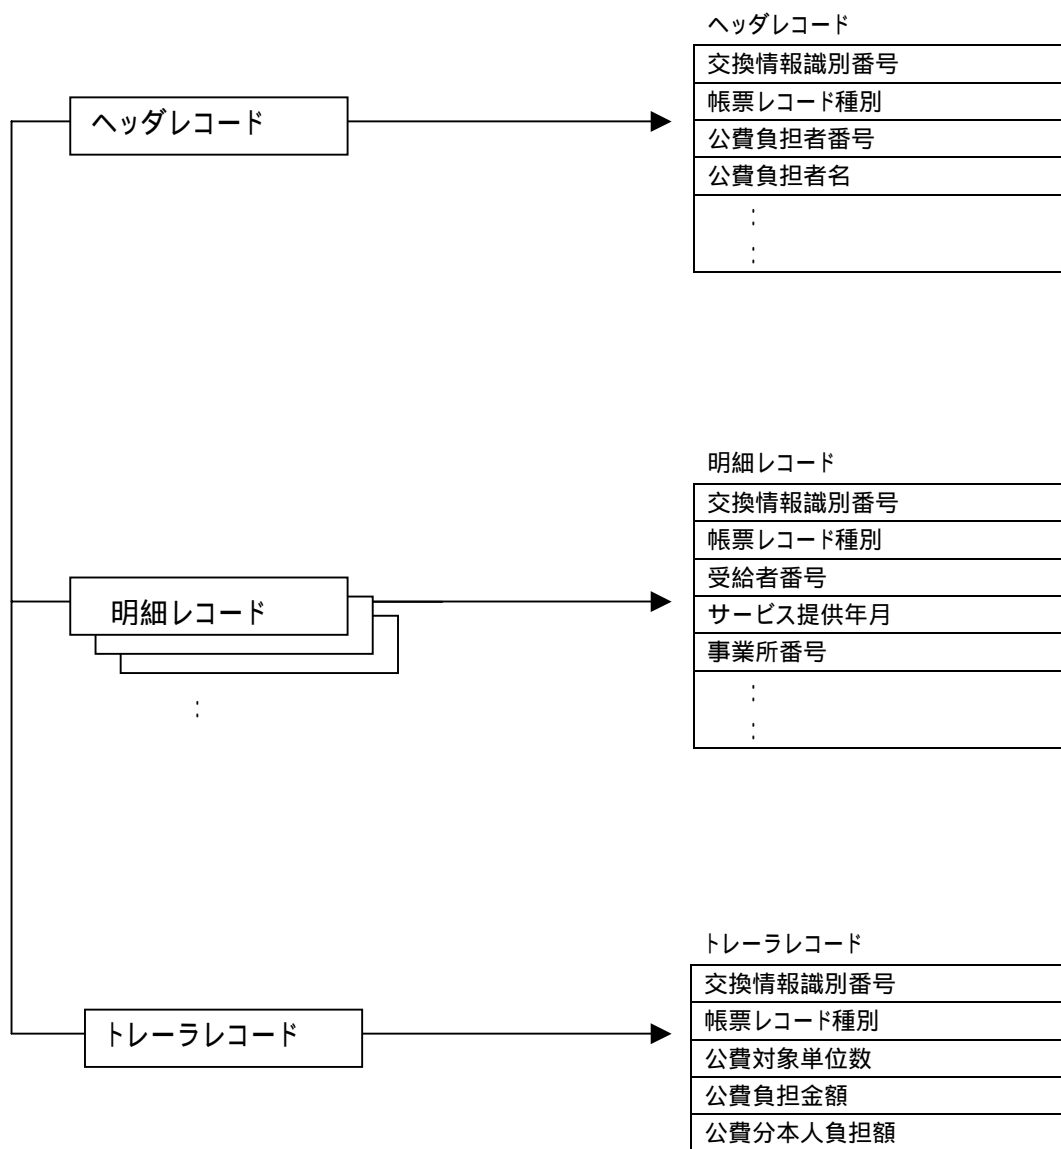 ヘッダレコード
ヘッダレコード
交換情報識別番号
帳票レコード種別
公費負担者番号
公費負担者名
:
:
明細レコード
明細レコード
:
交換情報識別番号
帳票レコード種別
受給者番号
サービス提供年月
事業所番号
:
:
トレーラレコード
トレーラレコード
交換情報識別番号
帳票レコード種別
公費対象単位数
公費負担金額
公費分本人負担額